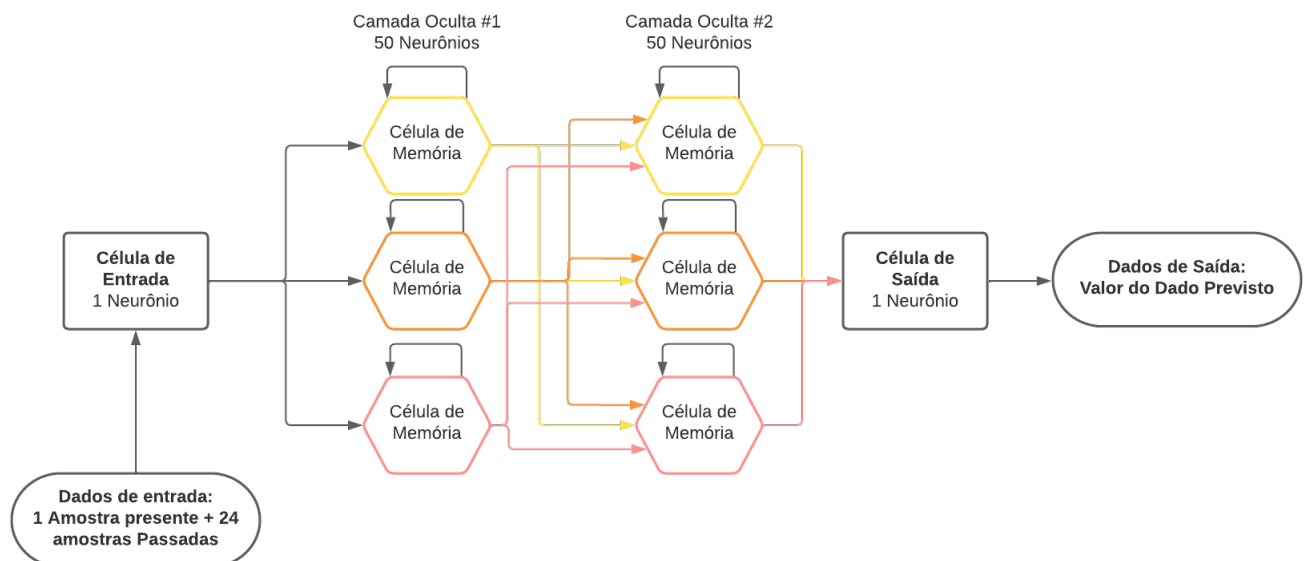 Camada Oculta #1
50 Neurônios
Camada Oculta #2
50 Neurônios
Célula de
Memória
Célula de
Memória
Célula de
Entrada
1 Neurônio
Célula de
Memória
Célula de
Memória
Célula de
Saída
1 Neurônio
Dados de Saída:
Valor do Dado Previsto
Célula de
Memória
Célula de
Memória
Dados de entrada:
1 Amostra presente + 24
amostras Passadas